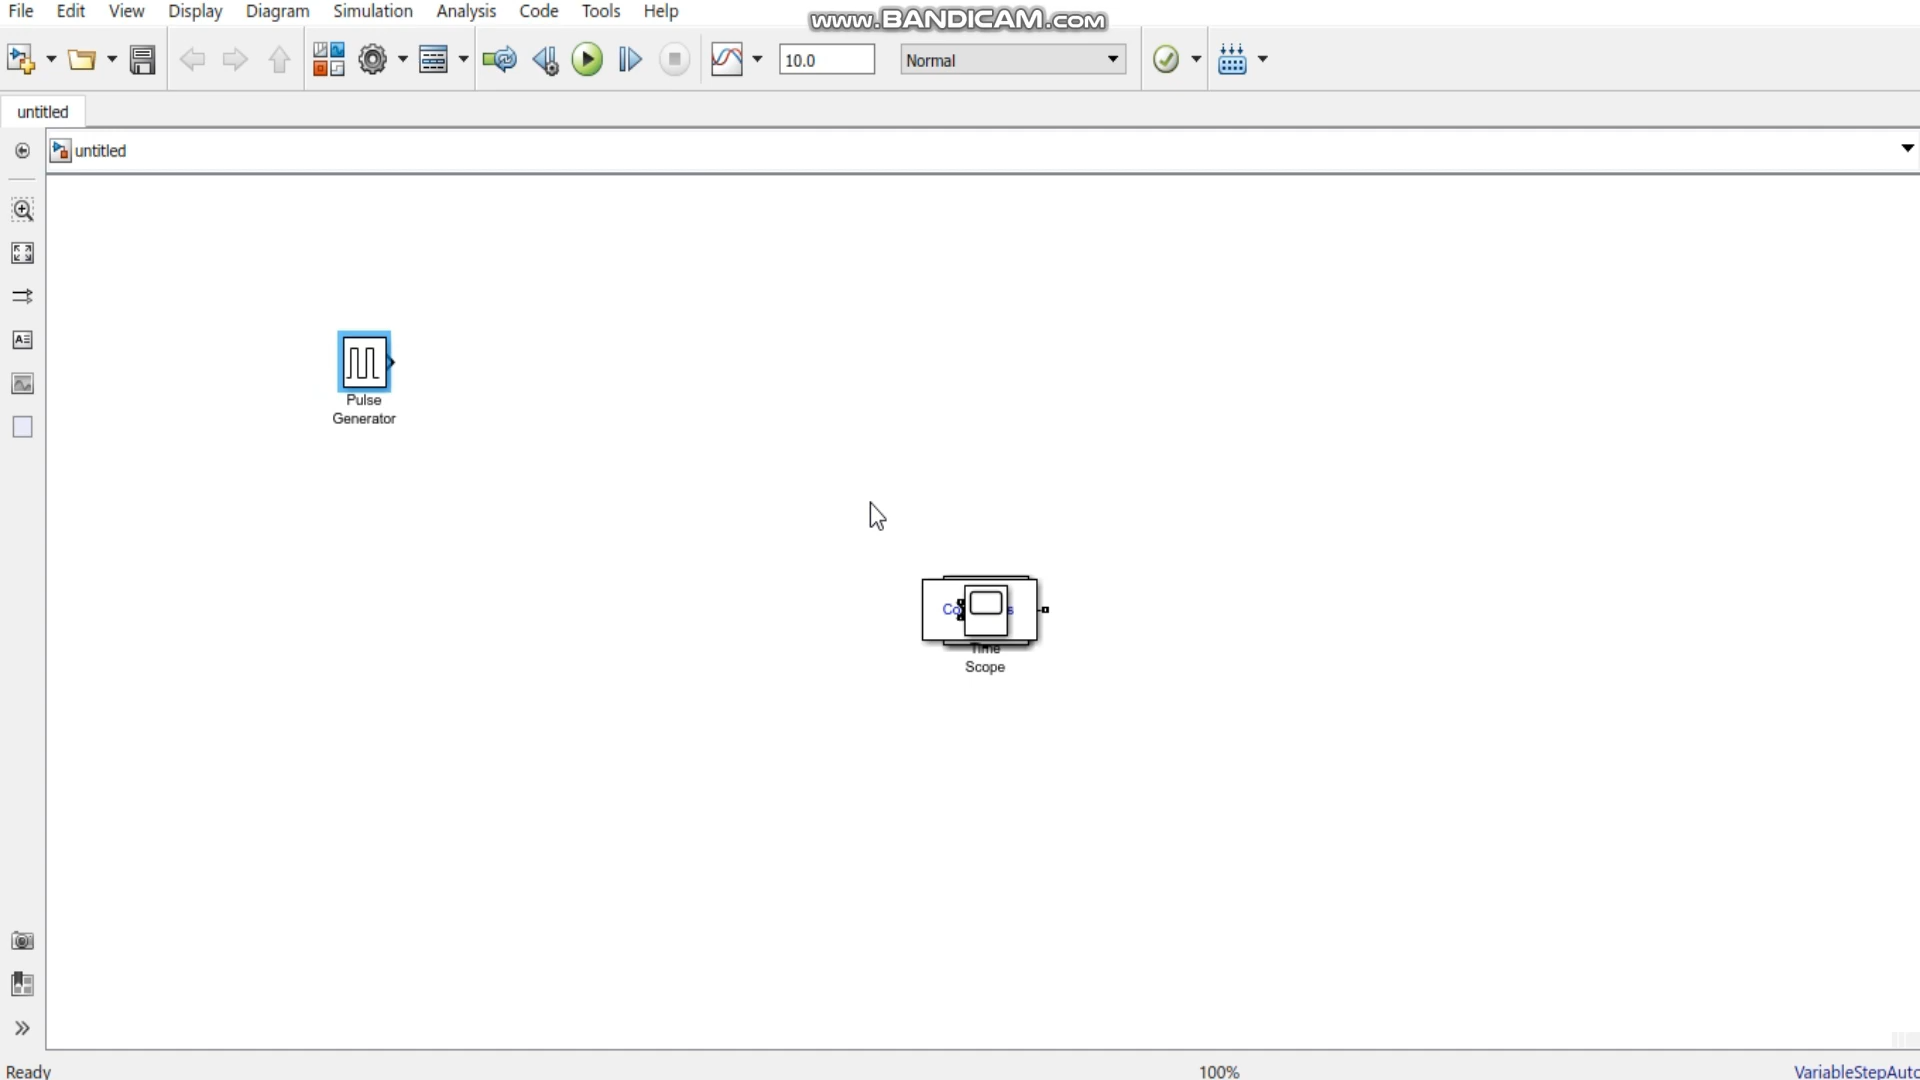 File Edit View Display Diagram Simulation Analysis Code Tools Help
www.BANDICAM.com
10.0
Normal
untitled
untitled
Pulse
Generator
Time
Scope
Ready
100%
VariableStepAuto